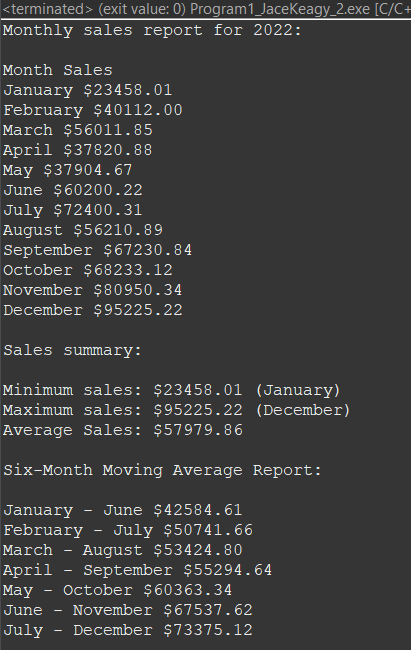 <terminated> (exit value: 0) Program1_JaceKeagy_2.exe [C/C+
Monthly sales report for 2022:
Month Sales
January $23458.01
February $40112.00
March $56011.85
April $37820.88
May $37904.67
June $60200.22
July $72400.31
August $56210.89
September $67230.84
October $68233.12
November $80950.34
December $95225.22
Sales summary:
Minimum sales: $23458.01 (January)
Maximum sales: $95225.22 (December)
Average Sales: $57979.86
Six-Month Moving Average Report:
January - June $42584.61
February - July $50741.66
March - August $53424.80
April - September $55294.64
May - October $60363.34
June - November $67537.62
July - December $73375.12